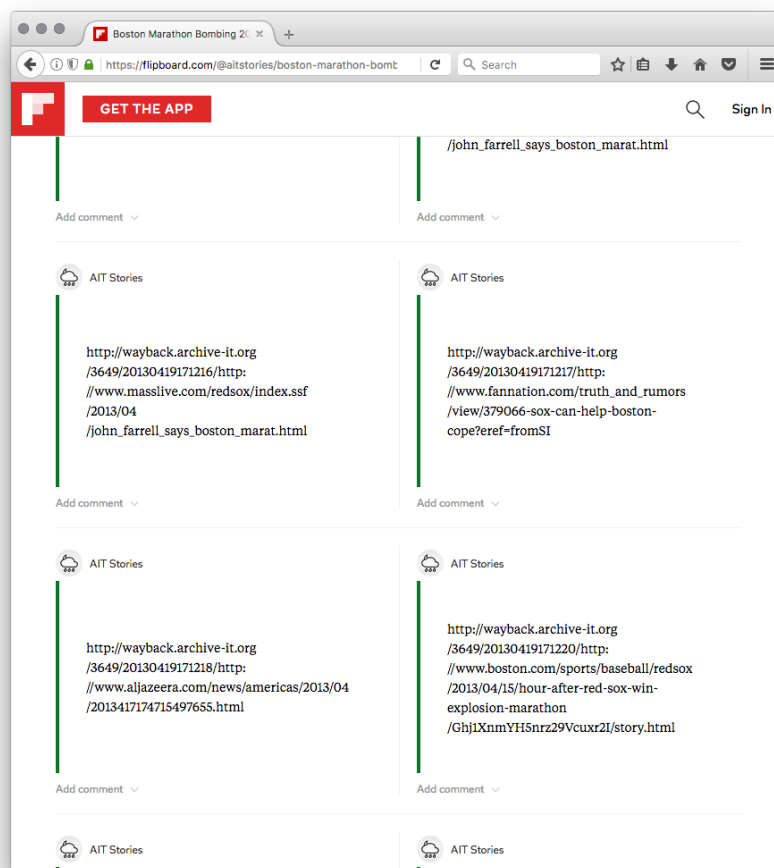 Boston Marathon Bombing 20
https://flipboard.com/@aitstories/boston-marathon-bomb
Search
GET THE APP
Sign In
/john_farrell_says_boston_marat.html
Add comment
Add comment
AIT Stories
http://wayback.archive-it.org
/3649/20130419171216/http:
//www.masslive.com/redsox/index.ssf
/2013/04
/john_farrell_says_boston_marat.html
Add comment
AIT Stories
http://wayback.archive-it.org
/3649/20130419171217/http:
//www.fannation.com/truth_and_rumors
/view/379066-sox-can-help-boston-
cope?eref=fromSI
Add comment
AIT Stories
http://wayback.archive-it.org
/3649/20130419171218/http:
//www.aljazeera.com/news/americas/2013/04
/201341717471549765​5.html
Add comment
AIT Stories
http://wayback.archive-it.org
/3649/20130419171220/http:
//www.boston.com/sports/baseball/redsox
/2013/04/15/hour-after-red-sox-win-
explosion-marathon
/Ghj1XnmYH5nrz29Vcuxr2I/story.html
Add comment
AIT Stories
AIT Stories